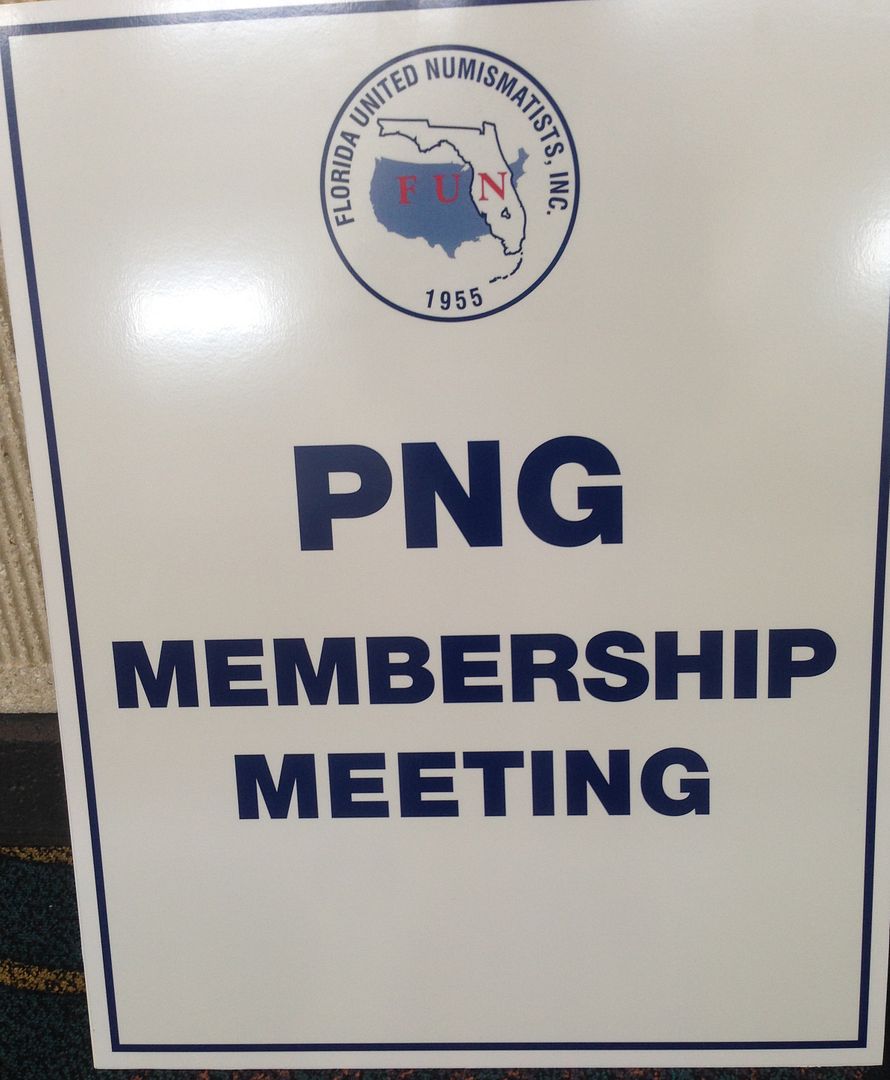 FLORIDA UNITED NUMISMATISTS, INC.
FUN
1955
PNG
MEMBERSHIP
MEETING